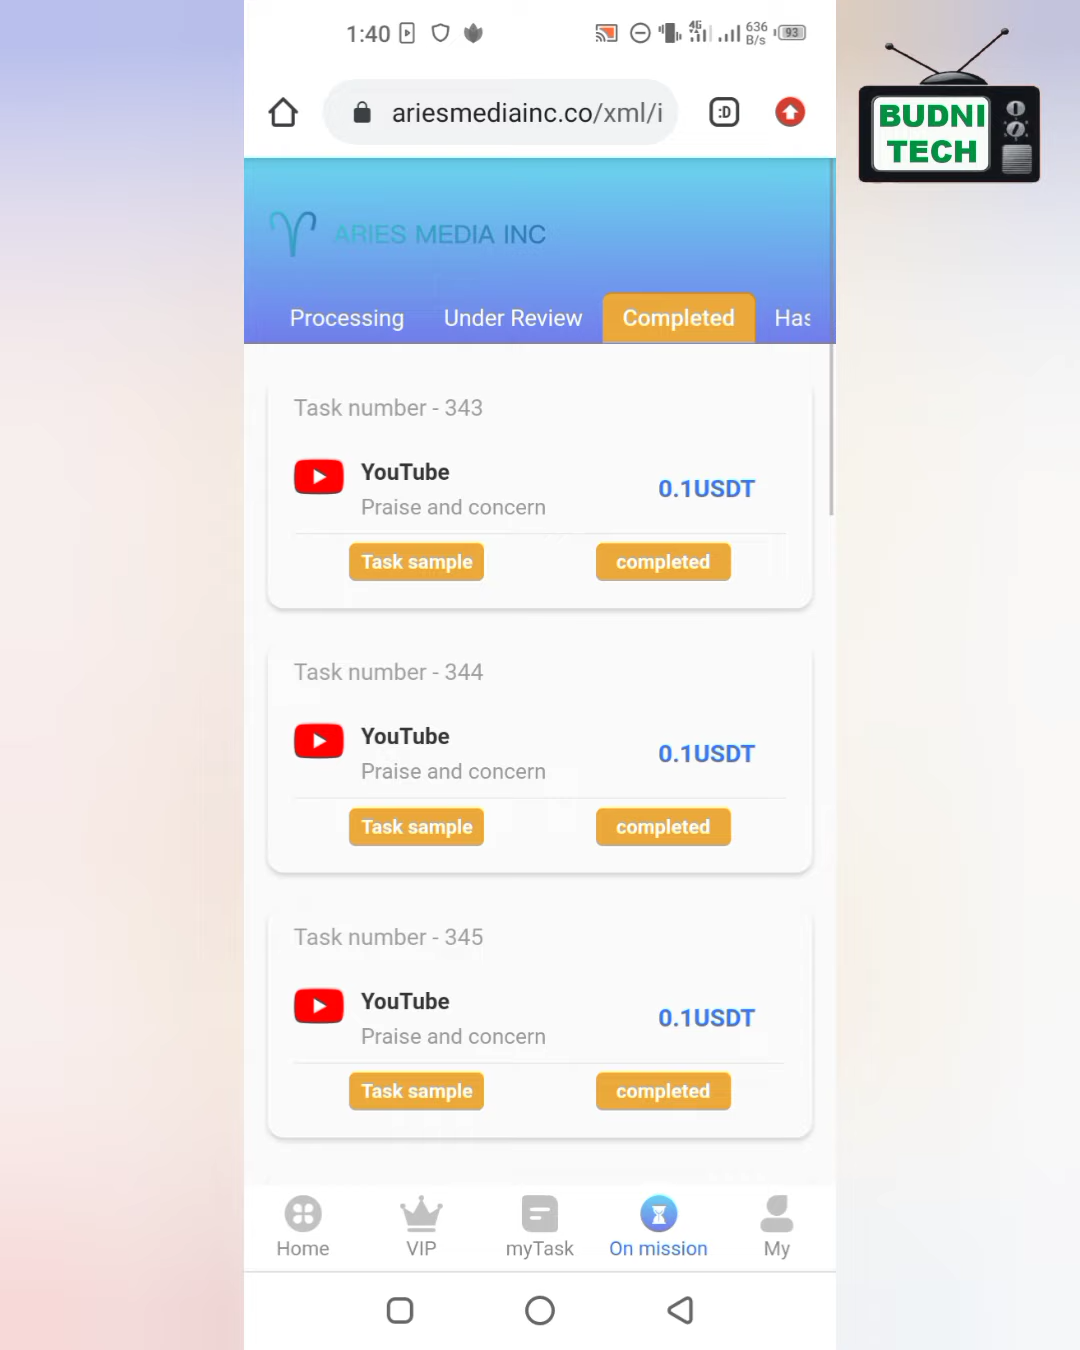 1:40
4G
636
B/s
93
ariesmediainc.co/xml/i
:D
BUDNI
TECH
ARIES MEDIA INC
Processing Under Review Completed Has
Task number - 343
YouTube
Praise and concern
0.1USDT
Task sample completed
Task number - 344
YouTube
Praise and concern
0.1USDT
Task sample completed
Task number - 345
YouTube
Praise and concern
0.1USDT
Task sample completed
Home VIP myTask On mission My